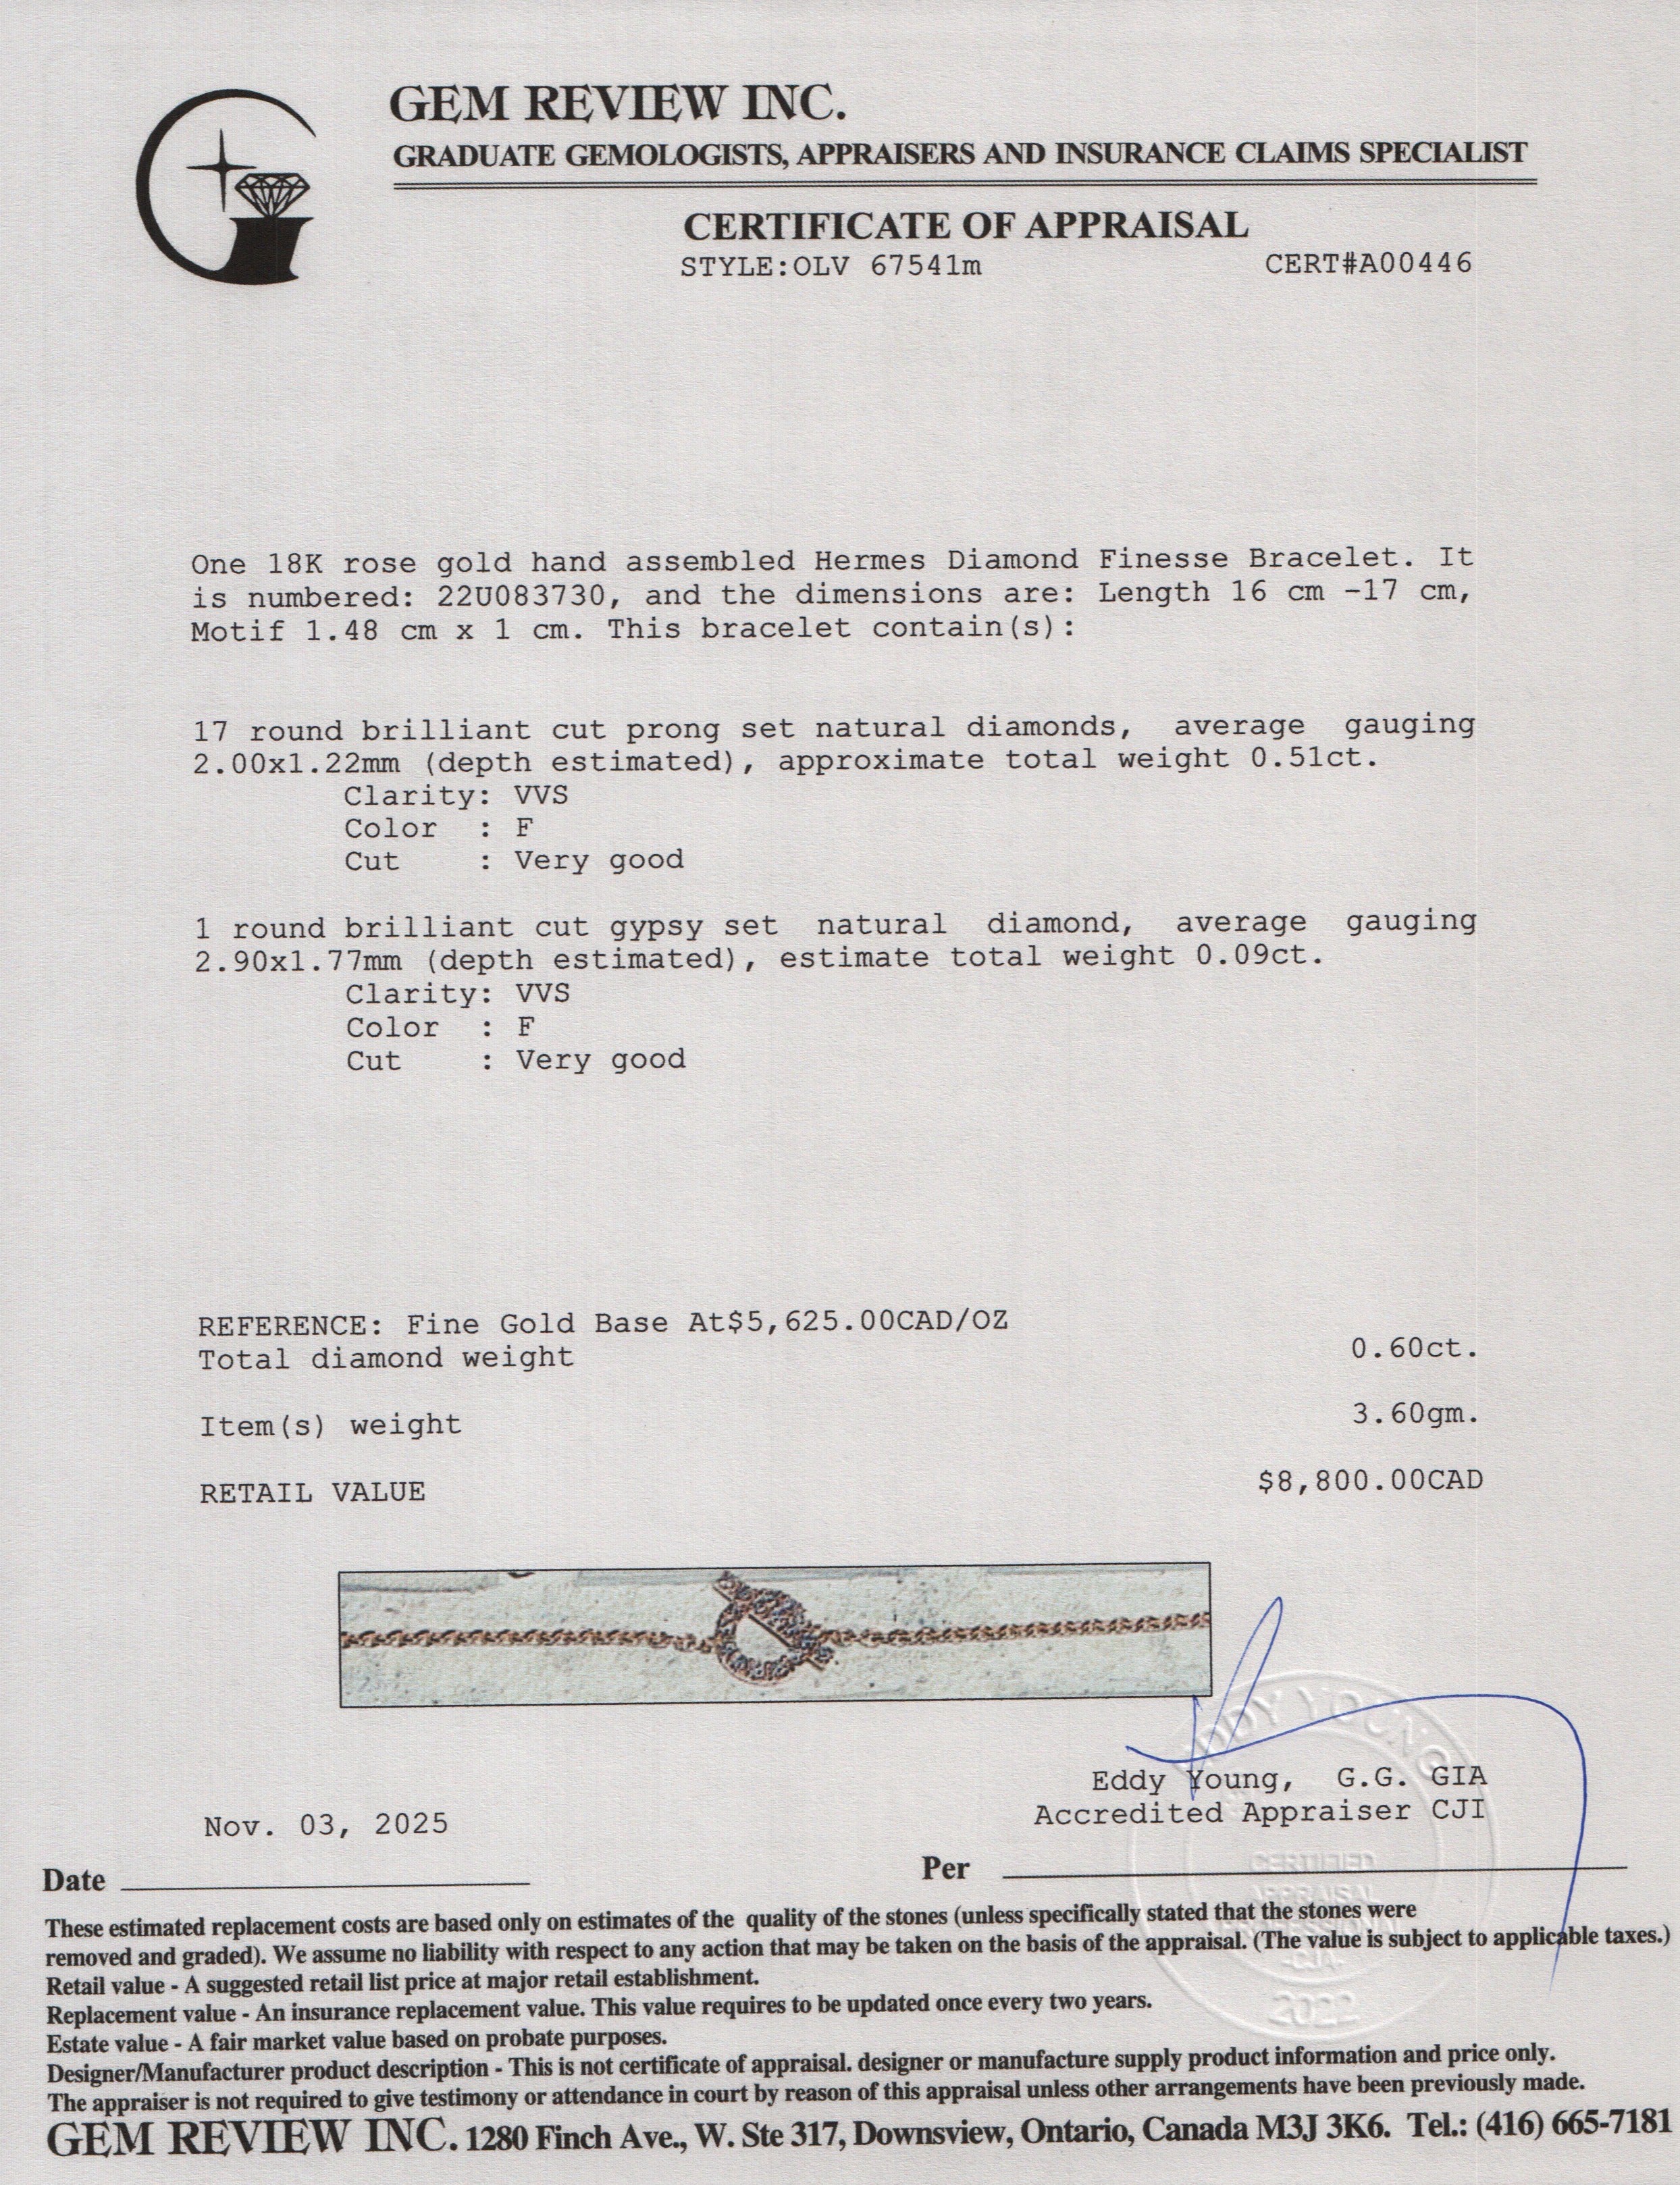 GEM REVIEW INC.
GRADUATE GEMOLOGISTS, APPRAISERS AND INSURANCE CLAIMS SPECIALIST
CERTIFICATE OF APPRAISAL
STYLE:OLV 67541m CERT#A00446
One 18K rose gold hand assembled Hermes Diamond Finesse Bracelet. It
is numbered: 22U083730, and the dimensions are: Length 16 cm -17 cm,
Motif 1.48 cm x 1 cm. This bracelet contain(s):
17 round brilliant cut prong set natural diamonds, average gauging
2.00x1.22mm (depth estimated), approximate total weight 0.51ct.
Clarity: VVS
Color : F
Cut : Very good
1 round brilliant cut gypsy set natural diamond, average gauging
2.90x1.77mm (depth estimated), estimate total weight 0.09ct.
Clarity: VVS
Color : F
Cut : Very good
REFERENCE: Fine Gold Base At$5,625.00CAD/OZ
Total diamond weight 0.60ct.
Item(s) weight 3.60gm.
RETAIL VALUE $8,800.00CAD
EDDY YOUNG
Eddy Young, G.G. GIA
Accredited Appraiser CJI
Nov. 03, 2025
Date Per
CERTIFIED
APPRAISAL
PROFESSIONAL
-CJA-
2022
These estimated replacement costs are based only on estimates of the quality of the stones (unless specifically stated that the stones were
removed and graded). We assume no liability with respect to any action that may be taken on the basis of the appraisal. (The value is subject to applicable taxes.)
Retail value - A suggested retail list price at major retail establishment.
Replacement value - An insurance replacement value. This value requires to be updated once every two years.
Estate value - A fair market value based on probate purposes.
Designer/Manufacturer product description - This is not certificate of appraisal. designer or manufacture supply product information and price only.
The appraiser is not required to give testimony or attendance in court by reason of this appraisal unless other arrangements have been previously made.
GEM REVIEW INC. 1280 Finch Ave., W. Ste 317, Downsview, Ontario, Canada M3J 3K6. Tel.: (416) 665-7181